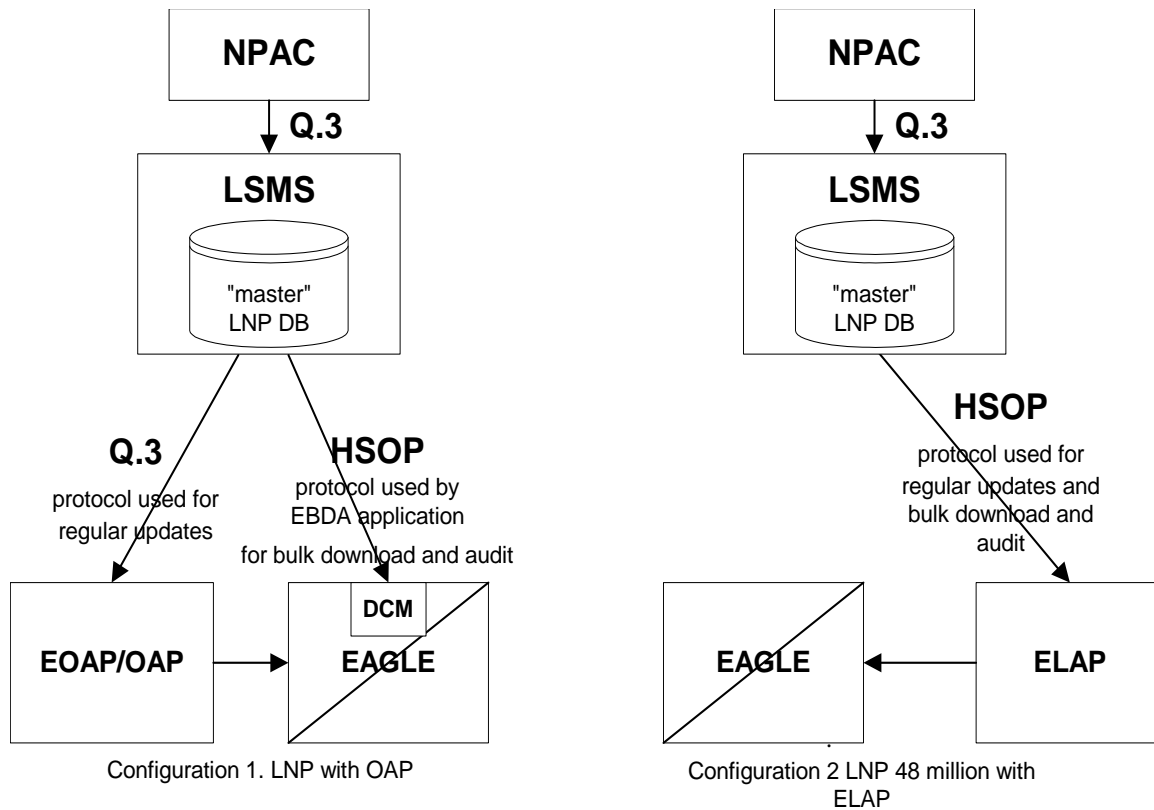 NPAC
Q.3
LSMS
"master"
LNP DB
Q.3
protocol used for
regular updates
HSOP
protocol used by
EBDA application
for bulk download and audit
EOAP/OAP
DCM
EAGLE
Configuration 1. LNP with OAP
NPAC
Q.3
LSMS
"master"
LNP DB
HSOP
protocol used for
regular updates and
bulk download and
audit
EAGLE
ELAP
.
Configuration 2 LNP 48 million with
ELAP